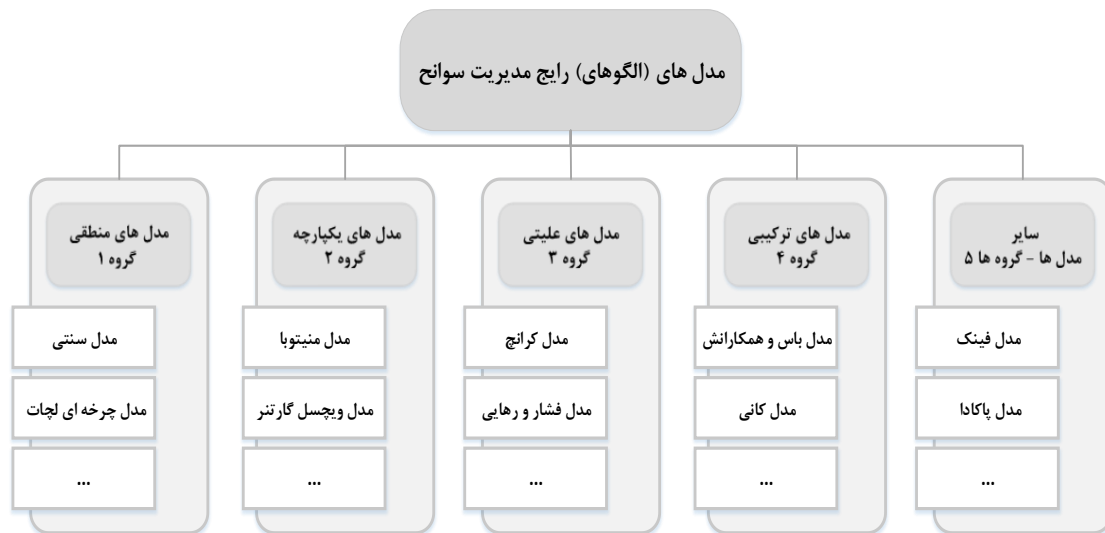 مدل های (الگوهای) رایج مدیریت سوانح
مدل های منطقی
گروه ۱
مدل سنتی
مدل چرخه ای لچات
...
مدل های یکپارچه
گروه ۲
مدل منیتوبا
مدل ویچسل گارتنر
...
مدل های علیتی
گروه ۳
مدل کرانچ
مدل فشار و رهایی
...
مدل های ترکیبی
گروه ۴
مدل باس و همکارانش
مدل کانی
...
سایر
مدل ها - گروه ها ۵
مدل فینک
مدل پاکادا
...